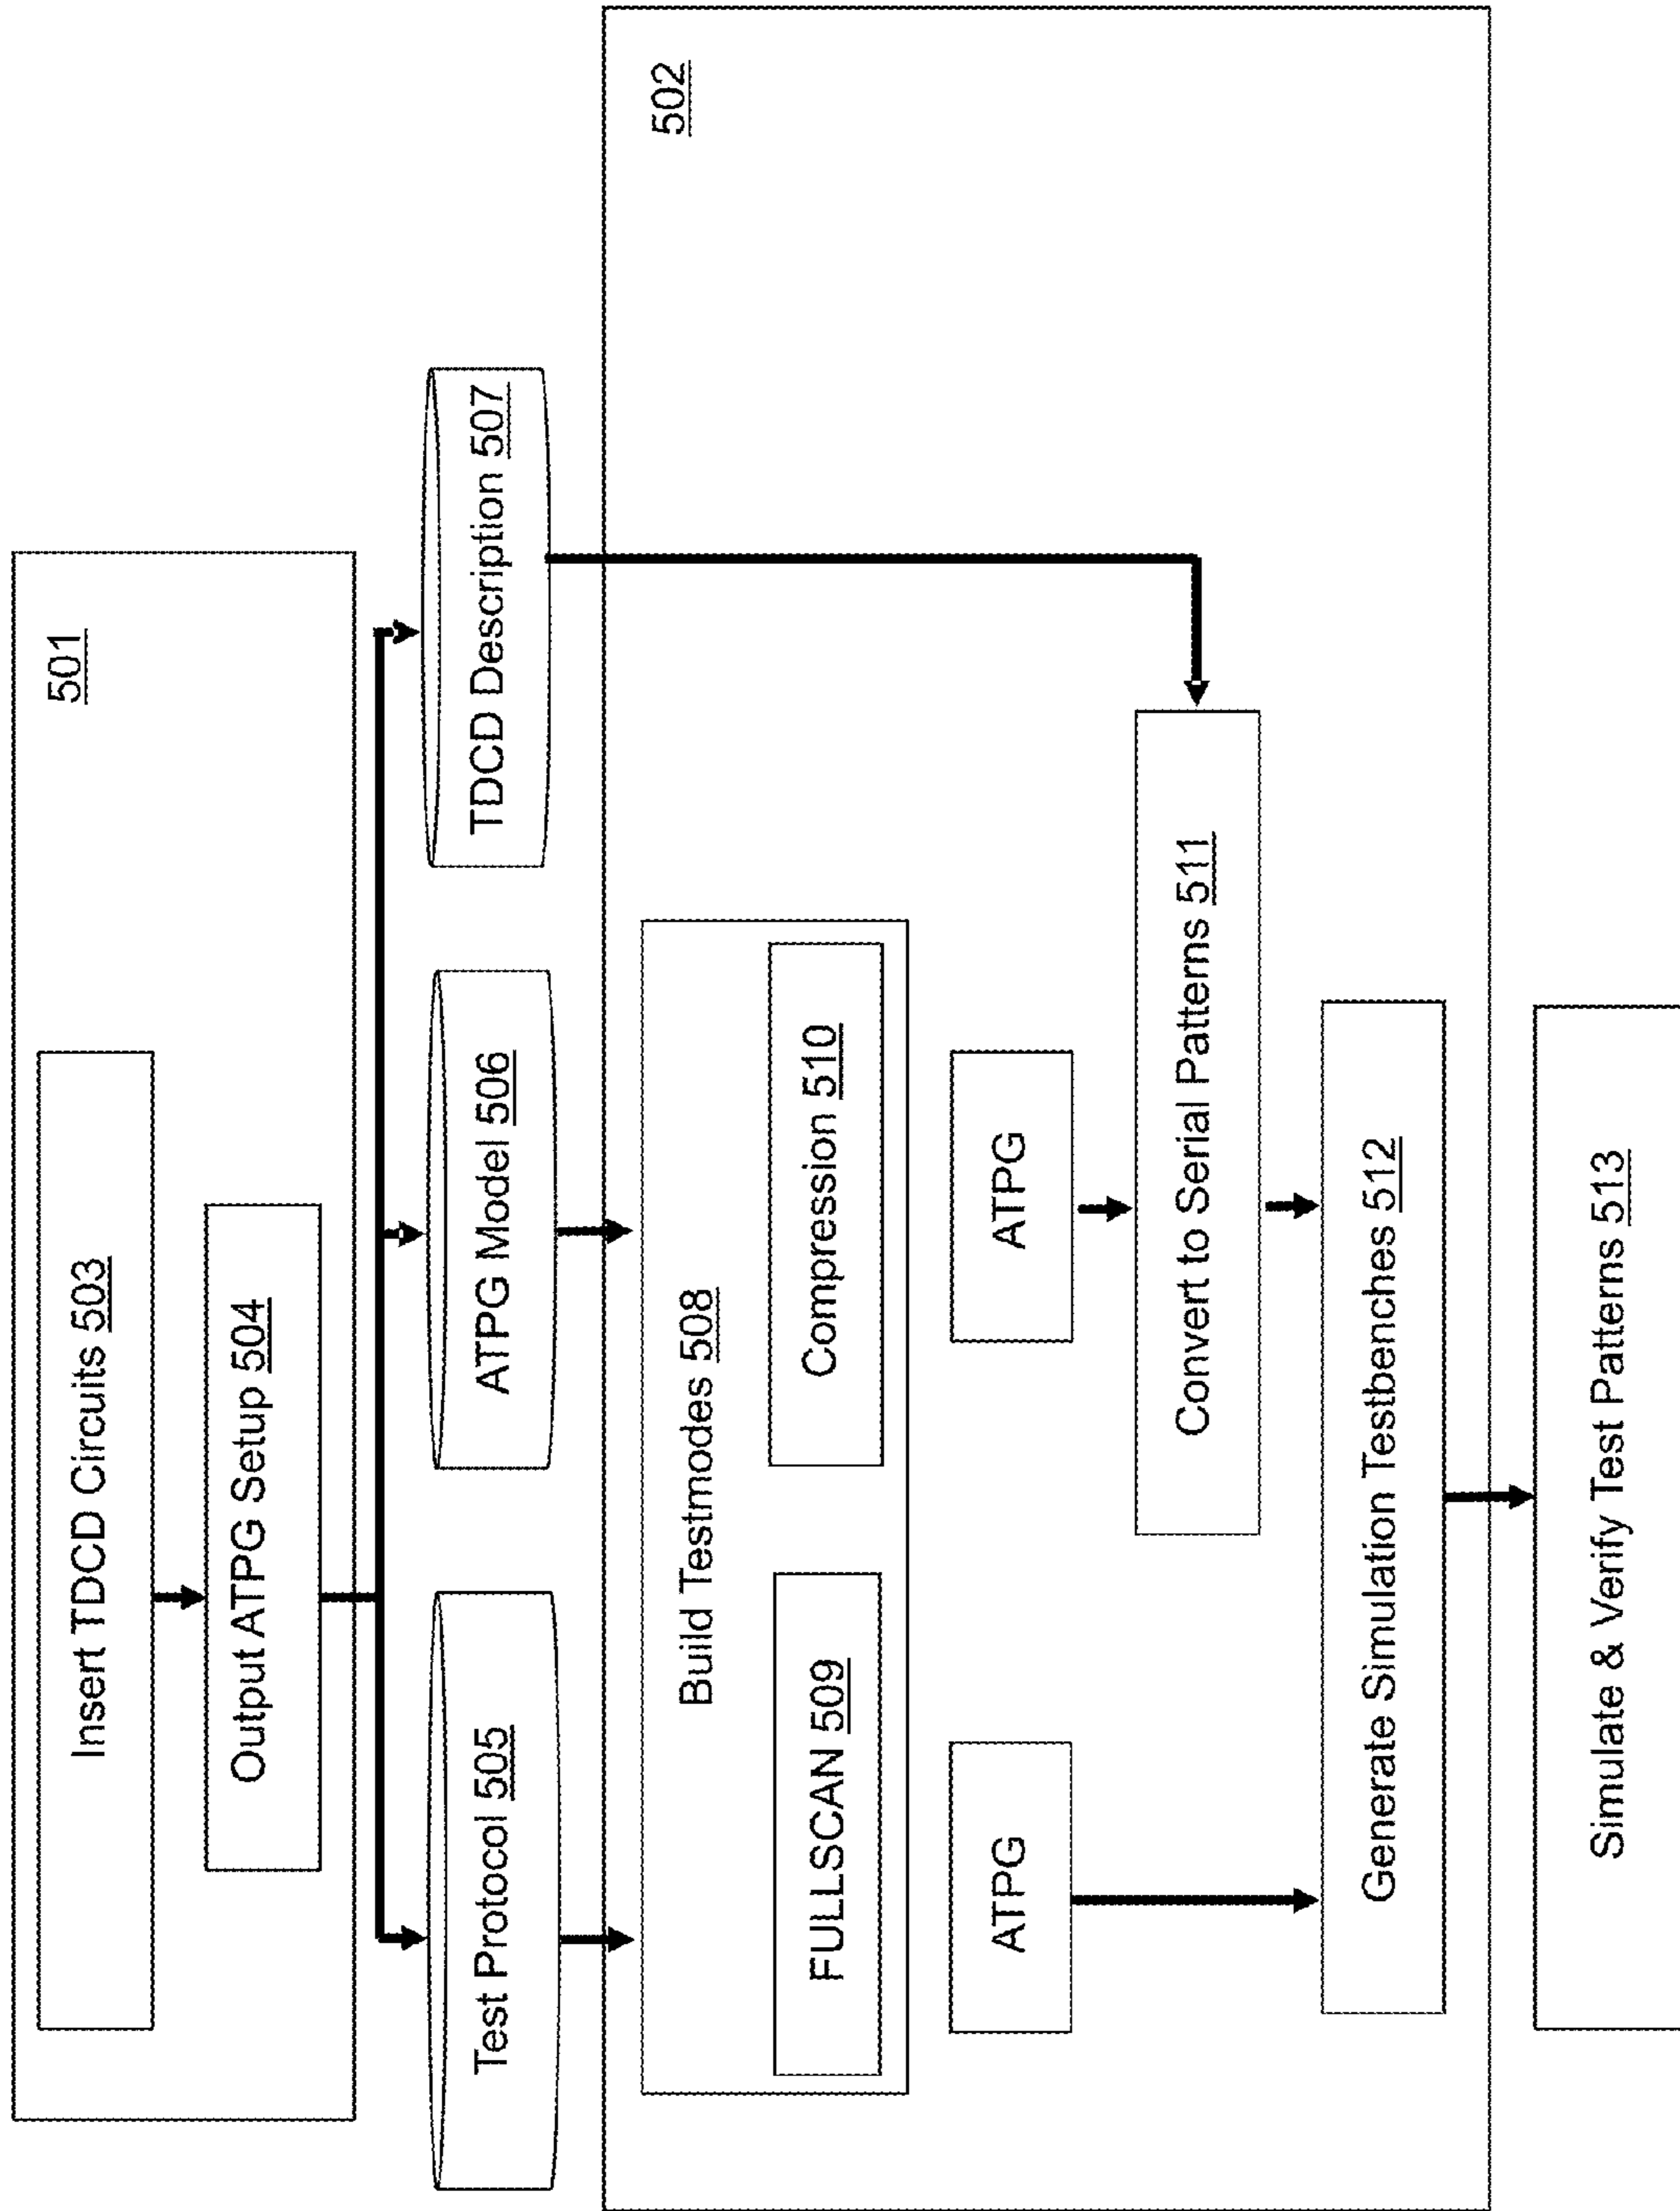 501
Insert TDCD Circuits 503
Output ATPG Setup 504
Test Protocol 505
ATPG Model 506
TDCD Description 507
502
Build Testmodes 508
FULLSCAN 509
Compression 510
ATPG
ATPG
Convert to Serial Patterns 511
Generate Simulation Testbenches 512
Simulate & Verify Test Patterns 513